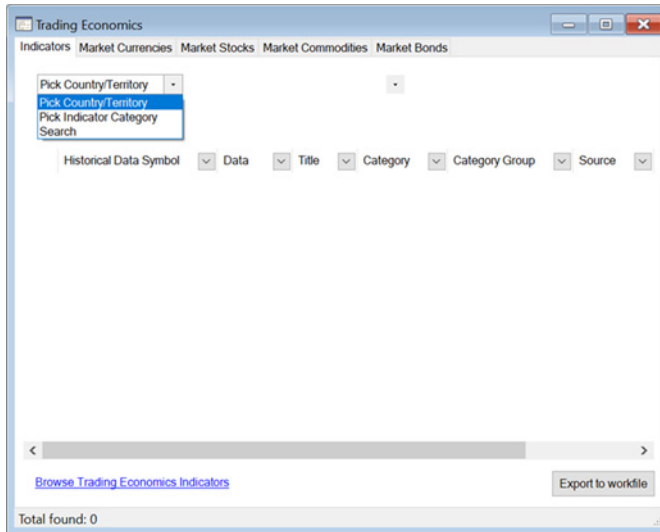 Trading Economics
Indicators Market Currencies Market Stocks Market Commodities Market Bonds
Pick Country/Territory
Pick Country/Territory
Pick Indicator Category
Search
Historical Data Symbol Data Title Category Category Group Source
Browse Trading Economics Indicators
Export to workfile
Total found: 0